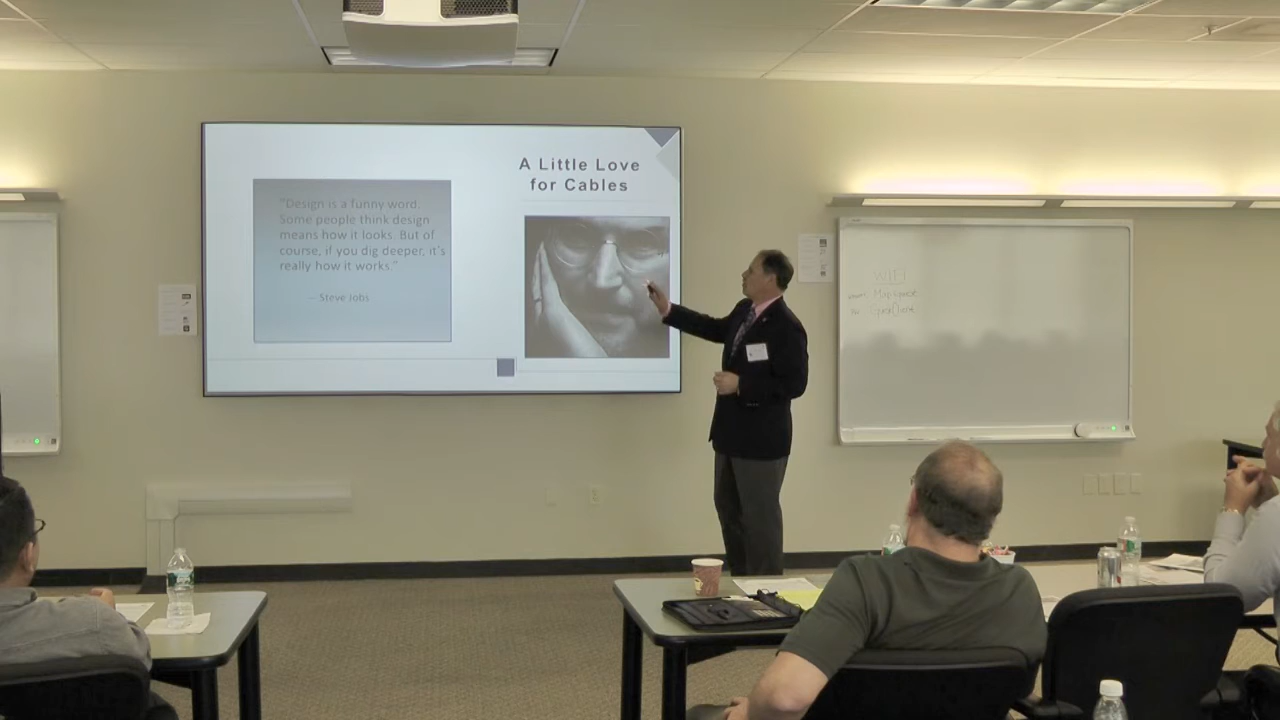 A Little Love
for Cables
"Design is a funny word.
Some people think design
means how it looks. But of
course, if you dig deeper, it's
really how it works."
— Steve Jobs